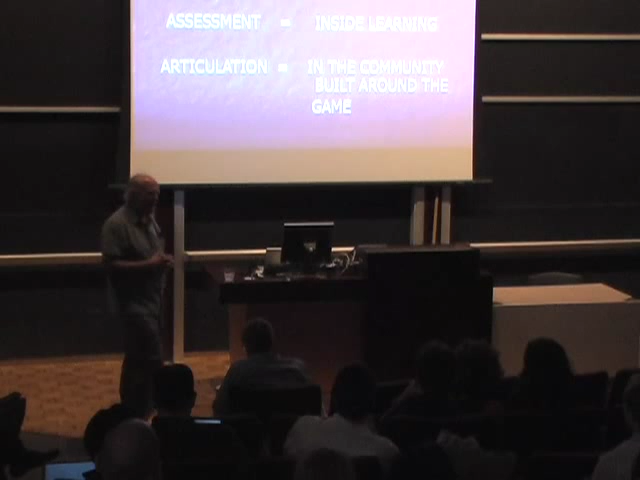 ASSESSMENT = INSIDE LEARNING
ARTICULATION = IN THE COMMUNITY
BUILT AROUND THE
GAME